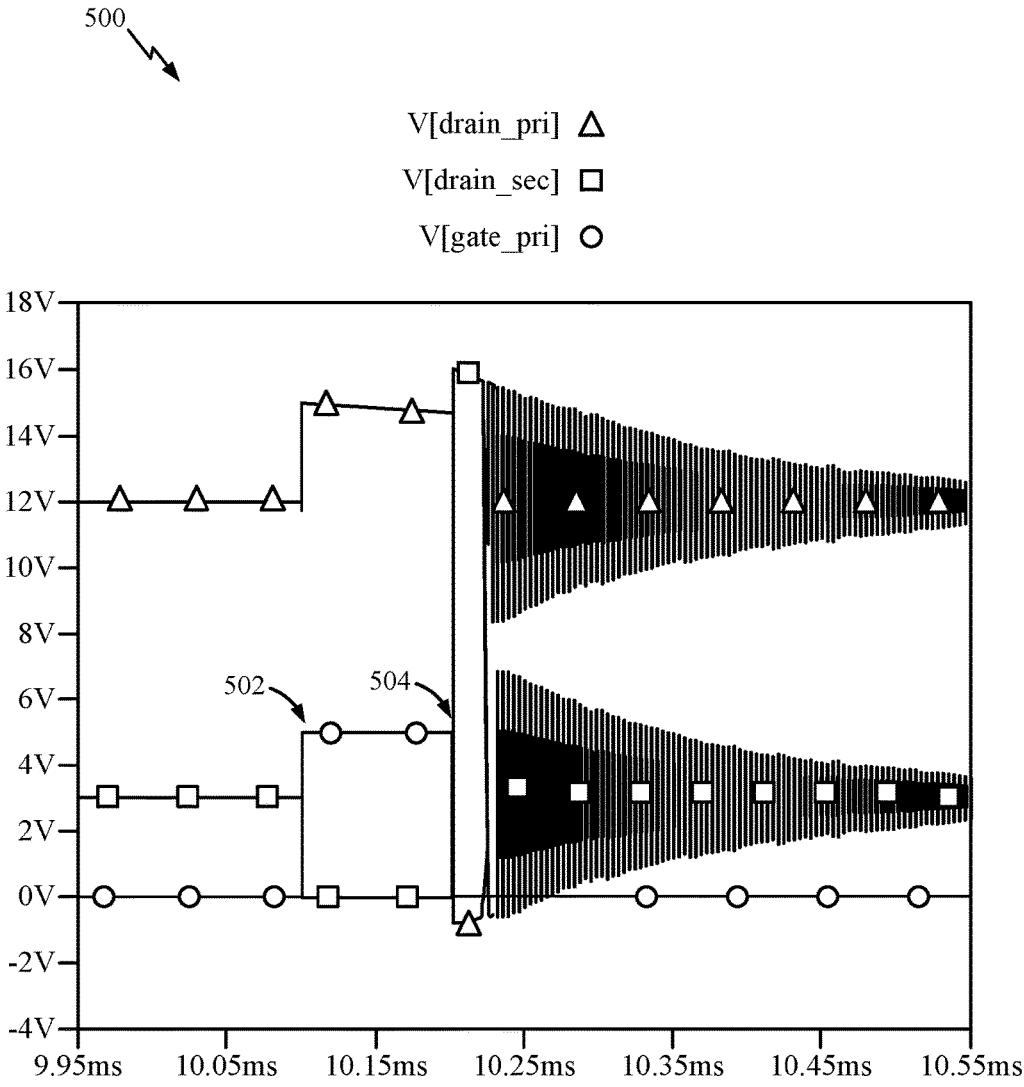 500
V[drain_pri]
V[drain_sec]
V[gate_pri]
18V
16V
14V
12V
10V
8V
6V
4V
2V
0V
-2V
-4V
502
504
9.95ms 10.05ms 10.15ms 10.25ms 10.35ms 10.45ms 10.55ms